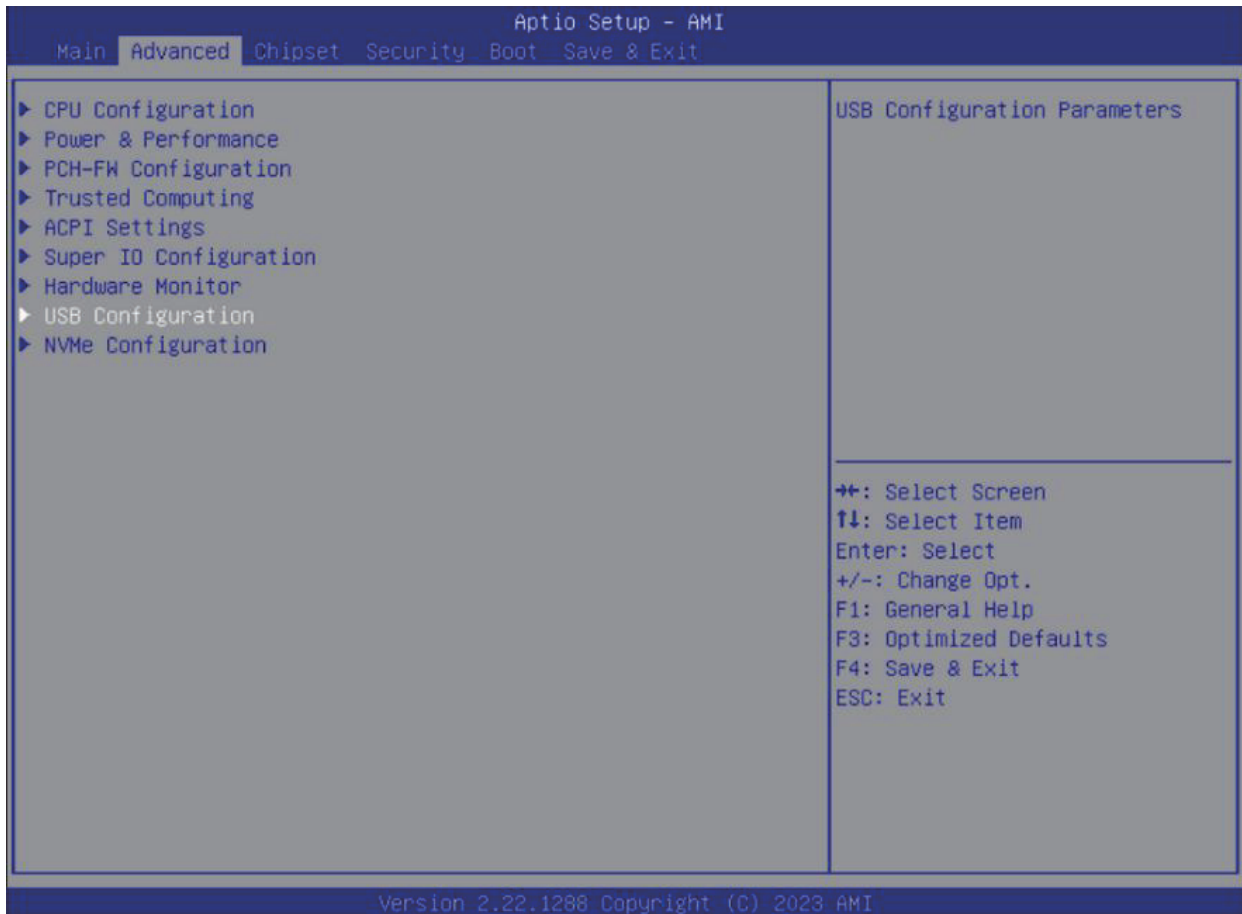 Aptio Setup – AMI
Main Advanced Chipset Security Boot Save & Exit
▶ CPU Configuration
▶ Power & Performance
▶ PCH-FW Configuration
▶ Trusted Computing
▶ ACPI Settings
▶ Super IO Configuration
▶ Hardware Monitor
▶ USB Configuration
▶ NVMe Configuration
USB Configuration Parameters
→←: Select Screen
↑↓: Select Item
Enter: Select
+/-: Change Opt.
F1: General Help
F3: Optimized Defaults
F4: Save & Exit
ESC: Exit
Version 2.22.1288 Copyright (C) 2023 AMI